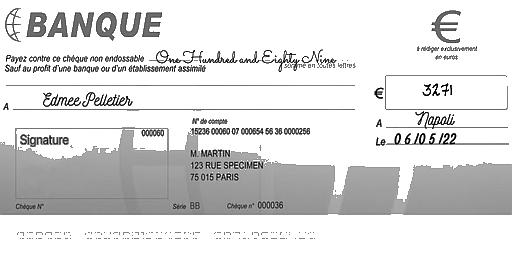 BANQUE
€
à rédiger exclusivement
en euros
Payez contre ce chèque non endossable One Hundred and Eighty Nine
Sauf au profit d'une banque ou d'un établissement assimilé
somme en toutes lettres
€ 3271
A Edmee Pelletier
A Napoli
Le 06/05/22
Signature
000060
N° de compte
15236 00060 07 000654 56 36 0000256
M. MARTIN
123 RUE SPECIMEN
75 015 PARIS
Chèque N° Série BB Chèque n° 000036